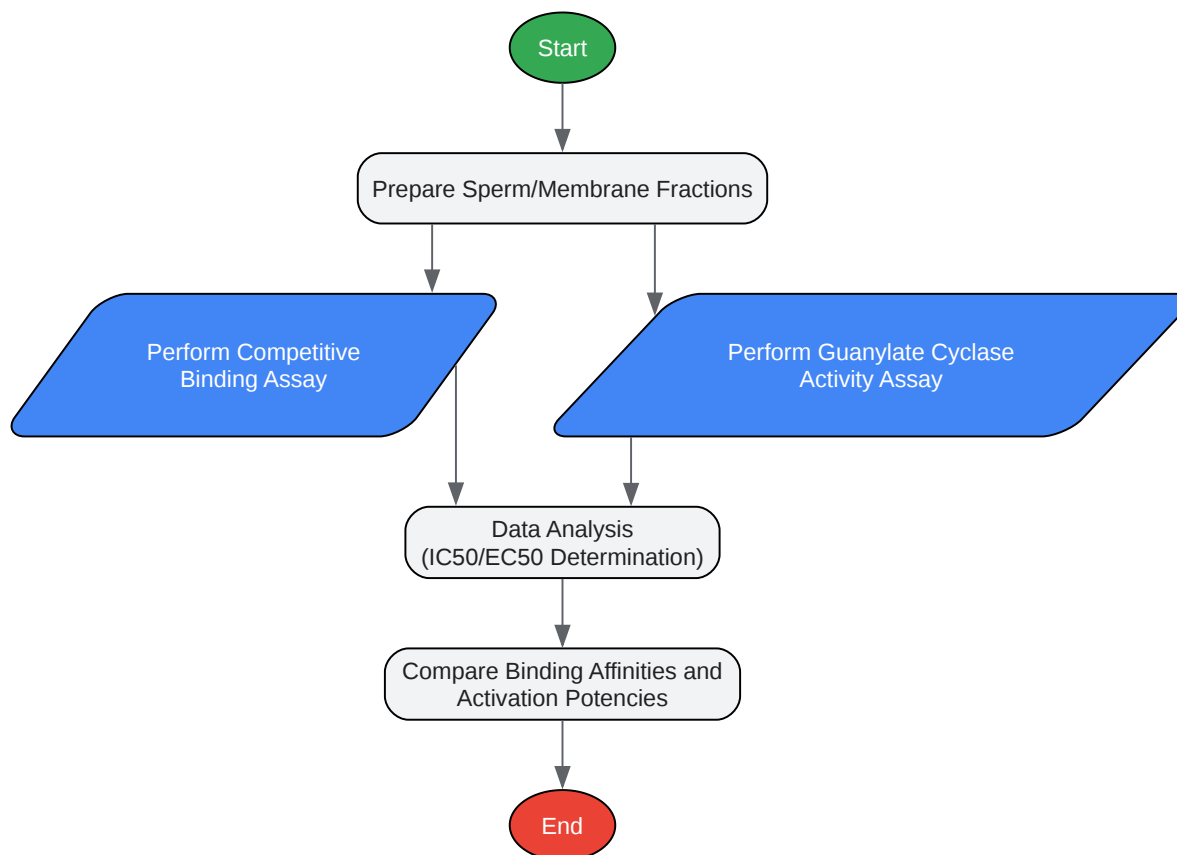 Start
Prepare Sperm/Membrane Fractions
Perform Competitive
Binding Assay
Perform Guanylate Cyclase
Activity Assay
Data Analysis
(IC50/EC50 Determination)
Compare Binding Affinities and
Activation Potencies
End